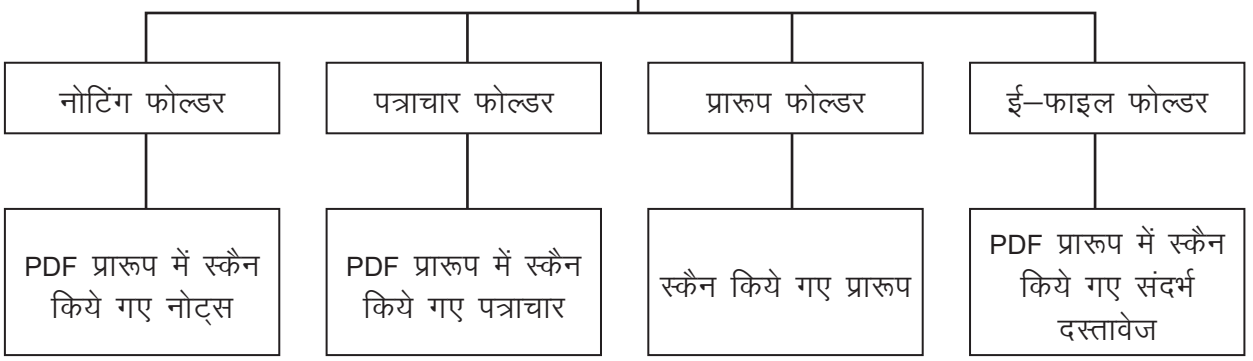 नोटिंग फोल्डर
पत्राचार फोल्डर
प्रारूप फोल्डर
ई–फाइल फोल्डर
PDF प्रारूप में स्कैन
किये गए नोट्स
PDF प्रारूप में स्कैन
किये गए पत्राचार
स्कैन किये गए प्रारूप
PDF प्रारूप में स्कैन
किये गए संदर्भ
दस्तावेज